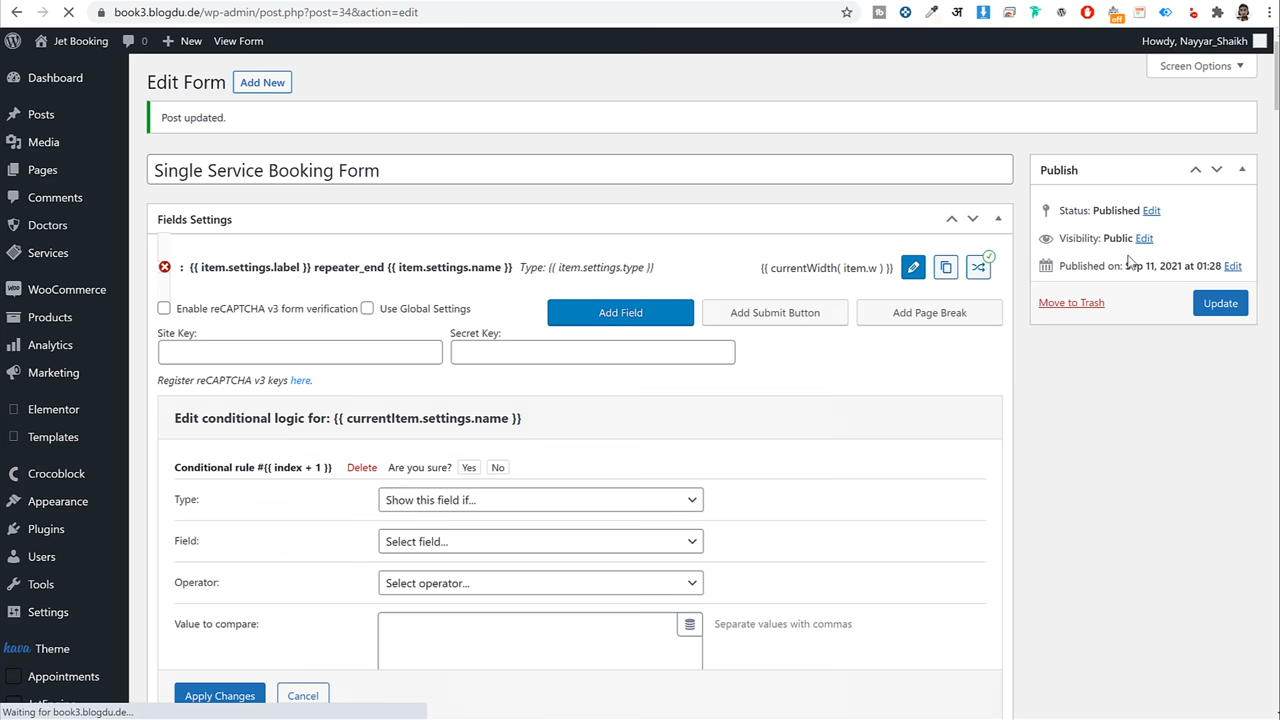 book3.blogdu.de/wp-admin/post.php?post=34&action=edit
off
Jet Booking
0
New
View Form
Howdy, Nayyar_Shaikh
Screen Options
Dashboard
Posts
Media
Pages
Comments
Doctors
Services
WooCommerce
Products
Analytics
Marketing
Elementor
Templates
Crocoblock
Appearance
Plugins
Users
Tools
Settings
kava Theme
Appointments
Edit Form
Add New
Post updated.
Single Service Booking Form
Fields Settings
: {{ item.settings.label }} repeater_end {{ item.settings.name }} Type: {{ item.settings.type }}
{{ currentWidth( item.w ) }}
Enable reCAPTCHA v3 form verification
Use Global Settings
Add Field
Add Submit Button
Add Page Break
Site Key:
Secret Key:
Register reCAPTCHA v3 keys here.
Edit conditional logic for: {{ currentItem.settings.name }}
Conditional rule #{{ index + 1 }}
Delete
Are you sure?
Yes
No
Type:
Show this field if...
Field:
Select field...
Operator:
Select operator...
Value to compare:
Separate values with commas
Apply Changes
Cancel
Publish
Status: Published Edit
Visibility: Public Edit
Published on: Sep 11, 2021 at 01:28 Edit
Move to Trash
Update
Waiting for book3.blogdu.de...